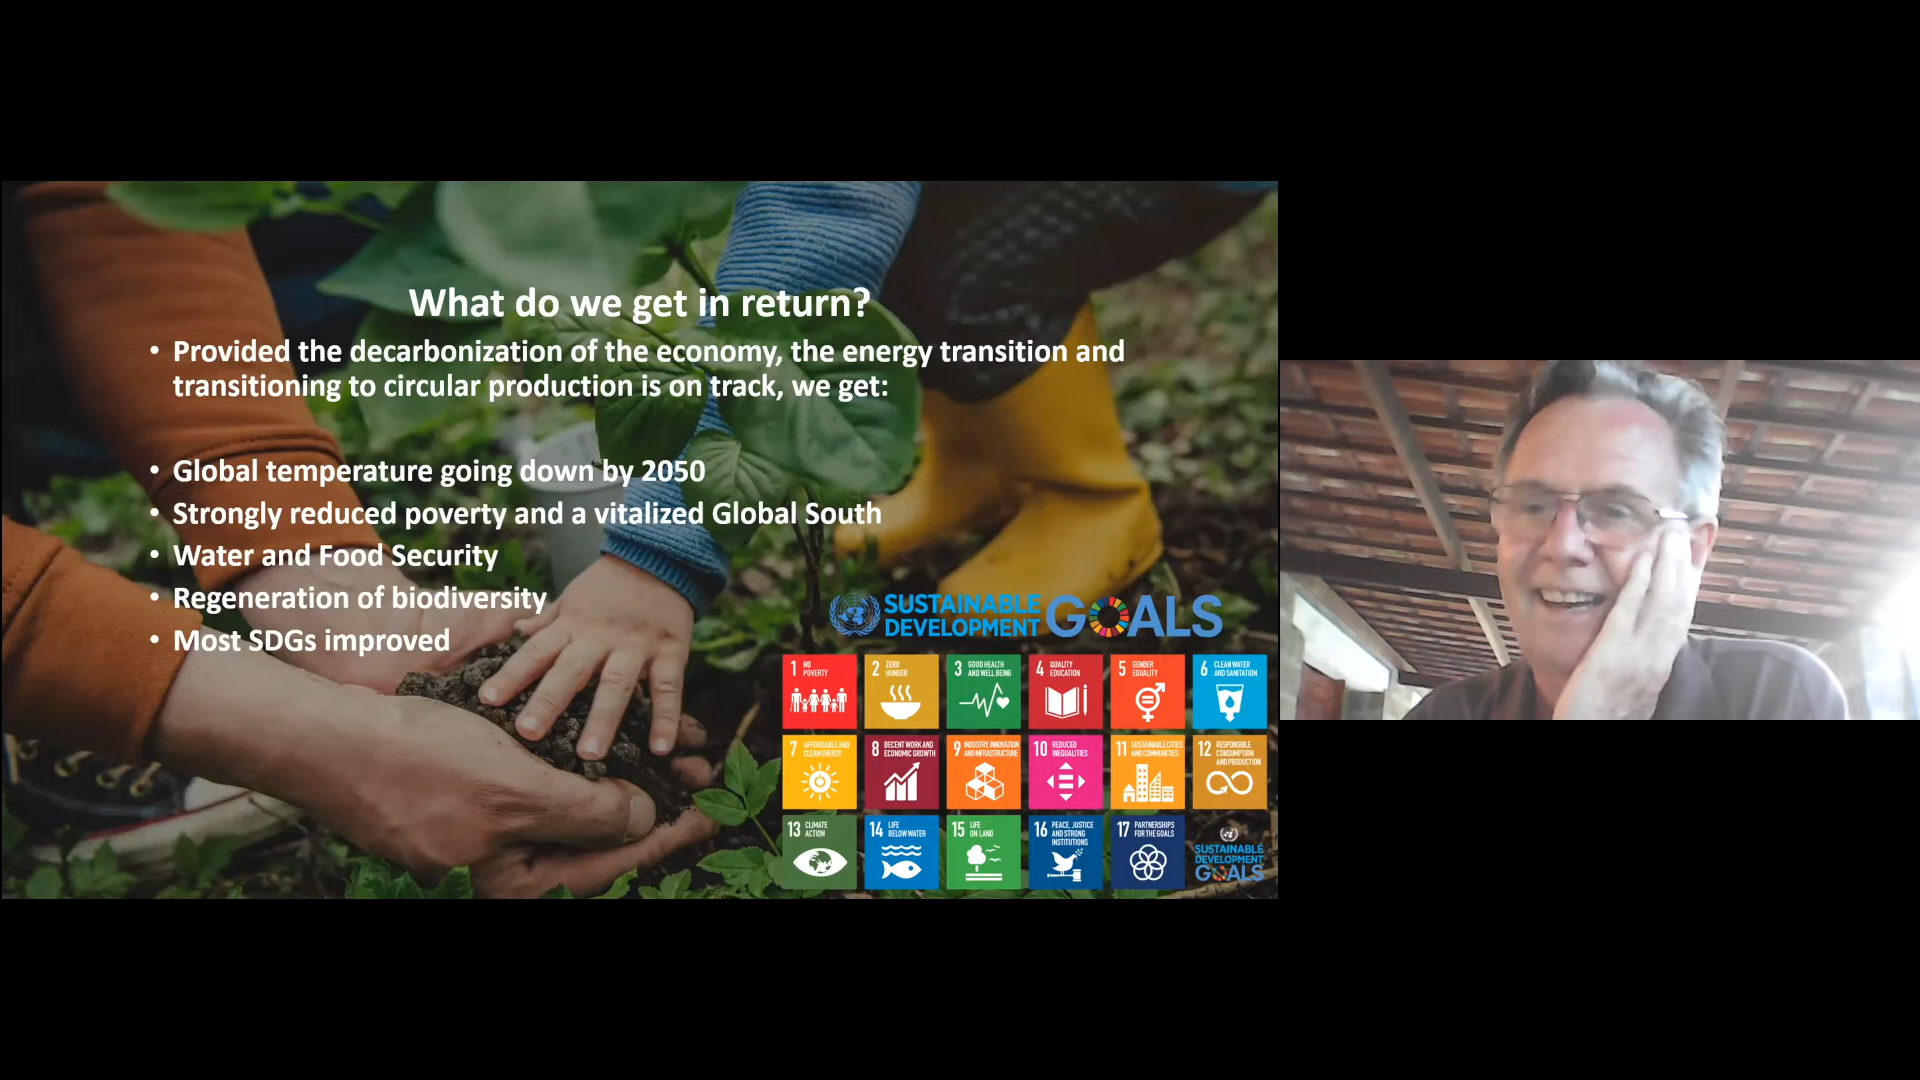 What do we get in return?
• Provided the decarbonization of the economy, the energy transition and
transitioning to circular production is on track, we get:
• Global temperature going down by 2050
• Strongly reduced poverty and a vitalized Global South
• Water and Food Security
• Regeneration of biodiversity
• Most SDGs improved
SUSTAINABLE
DEVELOPMENT
GOALS
1 NO
POVERTY
2 ZERO
HUNGER
3 GOOD HEALTH
AND WELL BEING
4 QUALITY
EDUCATION
5 GENDER
EQUALITY
6 CLEAN WATER
AND SANITATION
7 AFFORDABLE AND
CLEAN ENERGY
8 DECENT WORK AND
ECONOMIC GROWTH
9 INDUSTRY, INNOVATION
AND INFRASTRUCTURE
10 REDUCED
INEQUALITIES
11 SUSTAINABLE CITIES
AND COMMUNITIES
12 RESPONSIBLE
CONSUMPTION
AND PRODUCTION
13 CLIMATE
ACTION
14 LIFE
BELOW WATER
15 LIFE
ON LAND
16 PEACE, JUSTICE
AND STRONG
INSTITUTIONS
17 PARTNERSHIPS
FOR THE GOALS
SUSTAINABLE
DEVELOPMENT
GOALS